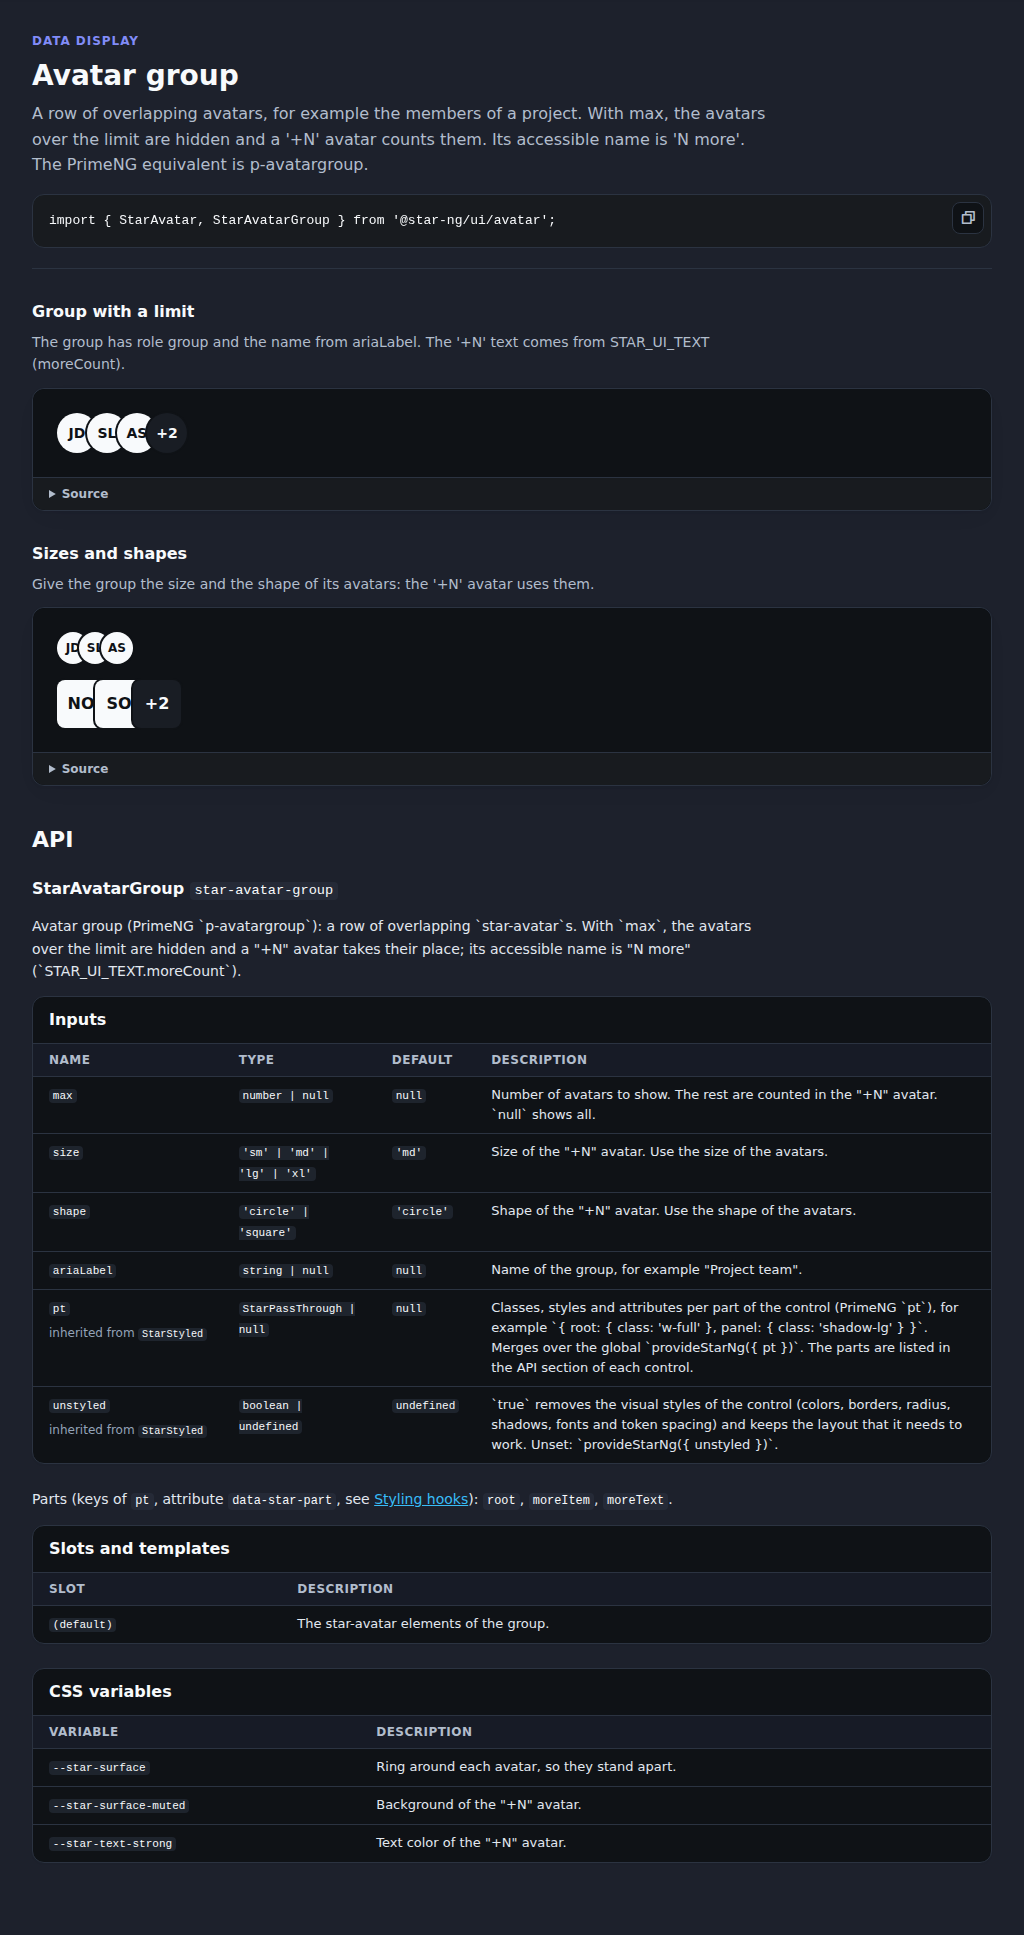 DATA DISPLAY
Avatar group
A row of overlapping avatars, for example the members of a project. With max, the avatars
over the limit are hidden and a '+N' avatar counts them. Its accessible name is 'N more'.
The PrimeNG equivalent is p-avatargroup.
import { StarAvatar, StarAvatarGroup } from '@star-ng/ui/avatar';
Group with a limit
The group has role group and the name from ariaLabel. The '+N' text comes from STAR_UI_TEXT
(moreCount).
JD SL AS +2
Source
Sizes and shapes
Give the group the size and the shape of its avatars: the '+N' avatar uses them.
JD SL AS
NO SO +2
Source
API
StarAvatarGroup star-avatar-group
Avatar group (PrimeNG `p-avatargroup`): a row of overlapping `star-avatar`s. With `max`, the avatars
over the limit are hidden and a "+N" avatar takes their place; its accessible name is "N more"
(`STAR_UI_TEXT.moreCount`).
Inputs
NAME TYPE DEFAULT DESCRIPTION
max number | null null Number of avatars to show. The rest are counted in the "+N" avatar.
`null` shows all.
size 'sm' | 'md' | 'md' Size of the "+N" avatar. Use the size of the avatars.
'lg' | 'xl'
shape 'circle' | 'circle' Shape of the "+N" avatar. Use the shape of the avatars.
'square'
ariaLabel string | null null Name of the group, for example "Project team".
pt StarPassThrough | null Classes, styles and attributes per part of the control (PrimeNG `pt`), for
inherited from StarStyled null example `{ root: { class: 'w-full' }, panel: { class: 'shadow-lg' } }`.
Merges over the global `provideStarNg({ pt })`. The parts are listed in
the API section of each control.
unstyled boolean | undefined `true` removes the visual styles of the control (colors, borders, radius,
inherited from StarStyled undefined shadows, fonts and token spacing) and keeps the layout that it needs to
work. Unset: `provideStarNg({ unstyled })`.
Parts (keys of pt, attribute data-star-part, see Styling hooks): root, moreItem, moreText.
Slots and templates
SLOT DESCRIPTION
(default) The star-avatar elements of the group.
CSS variables
VARIABLE DESCRIPTION
--star-surface Ring around each avatar, so they stand apart.
--star-surface-muted Background of the "+N" avatar.
--star-text-strong Text color of the "+N" avatar.